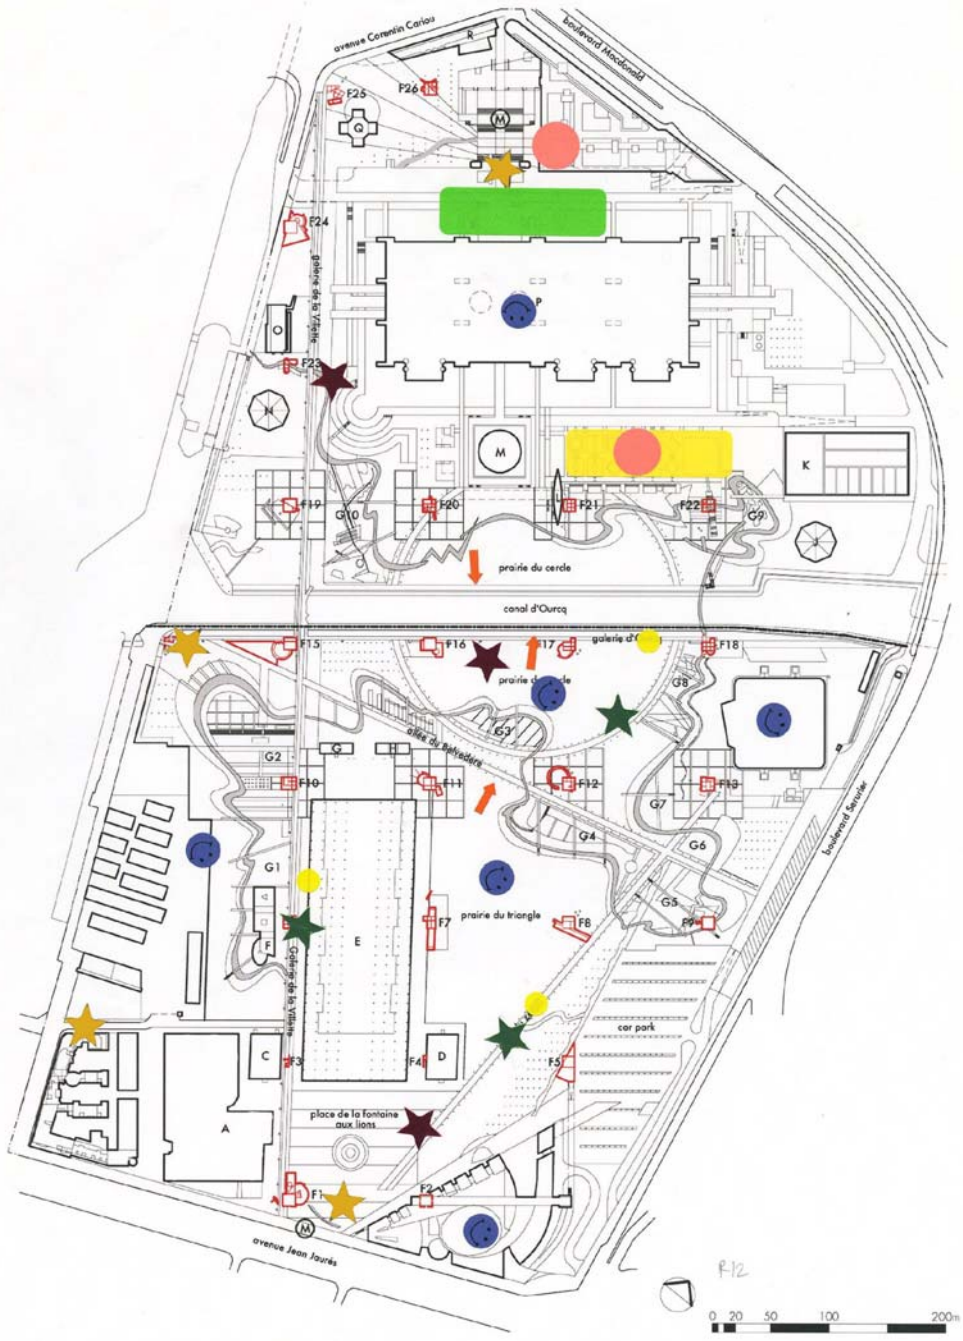 avenue Corentin Cariou
boulevard Macdonald
R
F25
F26
M
Q
F24
galerie de la Villette
P
O
F23
N
M
K
F19
G10
F20
L
F21
F22
G9
J
prairie du cercle
canal d'Ourcq
F15
F16
F17
galerie d'Ourcq
F18
G8
G3
allée du Belvédère
G
H
G2
F10
F11
F12
F13
G7
G4
G6
boulevard Serurier
G1
F7
prairie du triangle
F8
G5
F9
F
E
Galerie de la Villette
car park
C
F3
F4
D
F5
A
place de la fontaine
aux lions
F1
F2
M
avenue Jean Jaurés
R12
0 20 50 100 200m